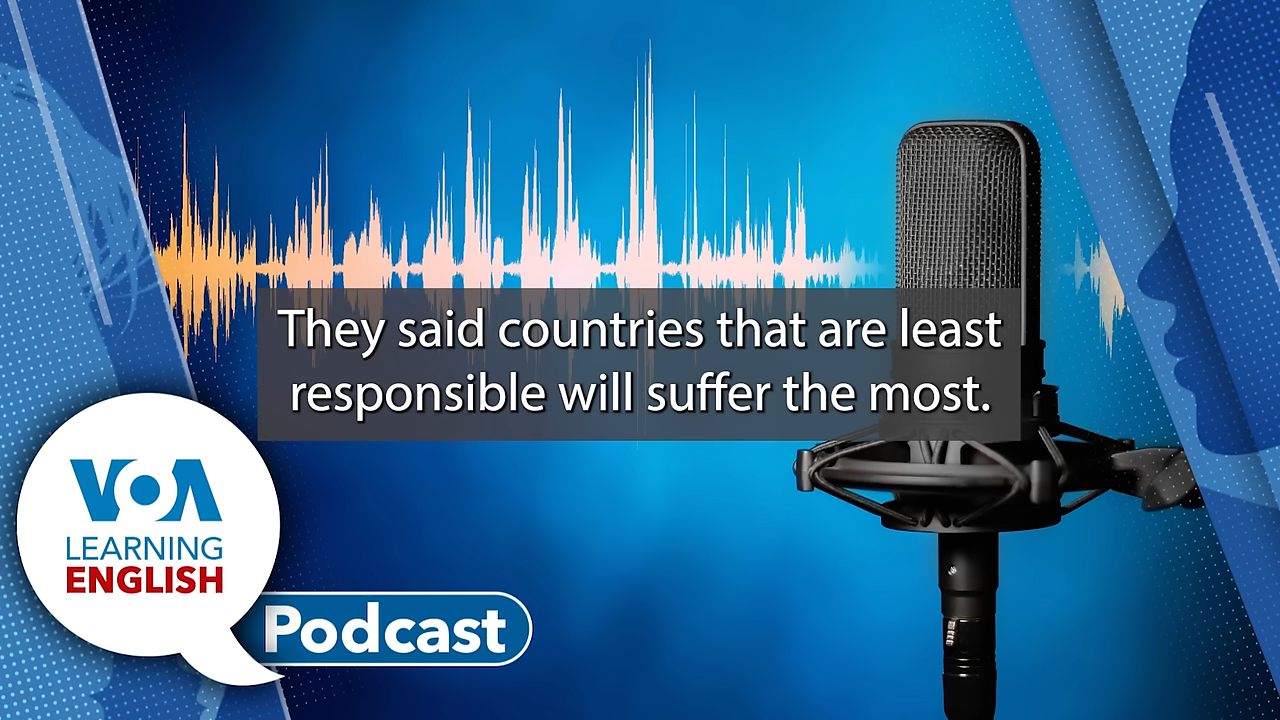 They said countries that are least
responsible will suffer the most.
VOA
LEARNING
ENGLISH
Podcast